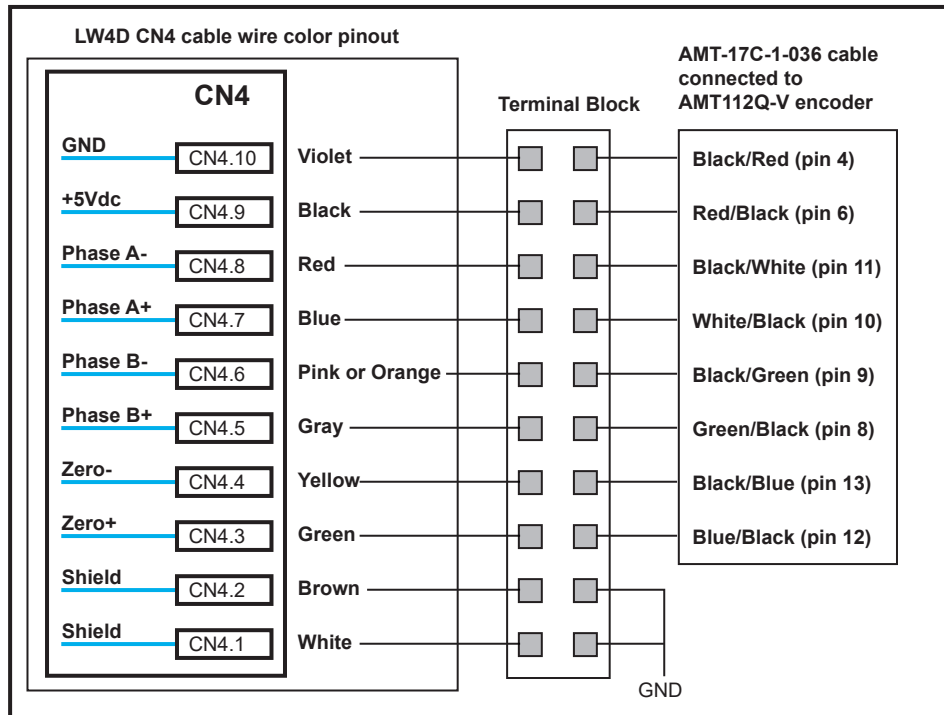 LW4D CN4 cable wire color pinout
AMT-17C-1-036 cable
connected to
AMT112Q-V encoder
CN4
Terminal Block
GND
CN4.10
Violet
Black/Red (pin 4)
+5Vdc
CN4.9
Black
Red/Black (pin 6)
Phase A-
CN4.8
Red
Black/White (pin 11)
Phase A+
CN4.7
Blue
White/Black (pin 10)
Phase B-
CN4.6
Pink or Orange
Black/Green (pin 9)
Phase B+
CN4.5
Gray
Green/Black (pin 8)
Zero-
CN4.4
Yellow
Black/Blue (pin 13)
Zero+
CN4.3
Green
Blue/Black (pin 12)
Shield
CN4.2
Brown
Shield
CN4.1
White
GND